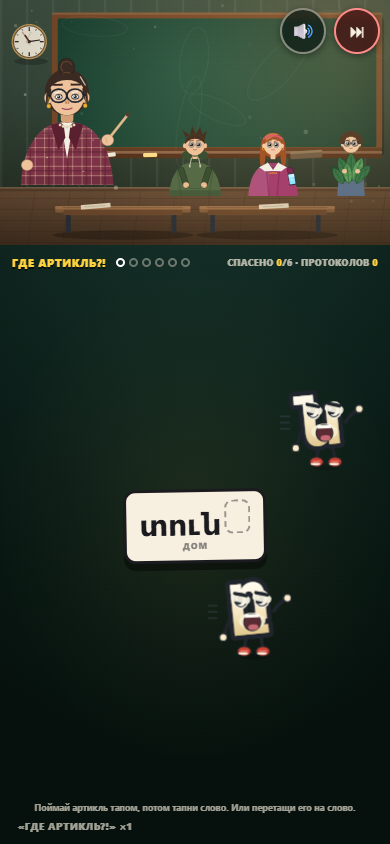 ГДЕ АРТИКЛЬ?!
СПАСЕНО 0/6 · ПРОТОКОЛОВ 0
տուն
ДОМ
Поймай артикль тапом, потом тапни слово. Или перетащи его на слово.
«ГДЕ АРТИКЛЬ?!» ×1